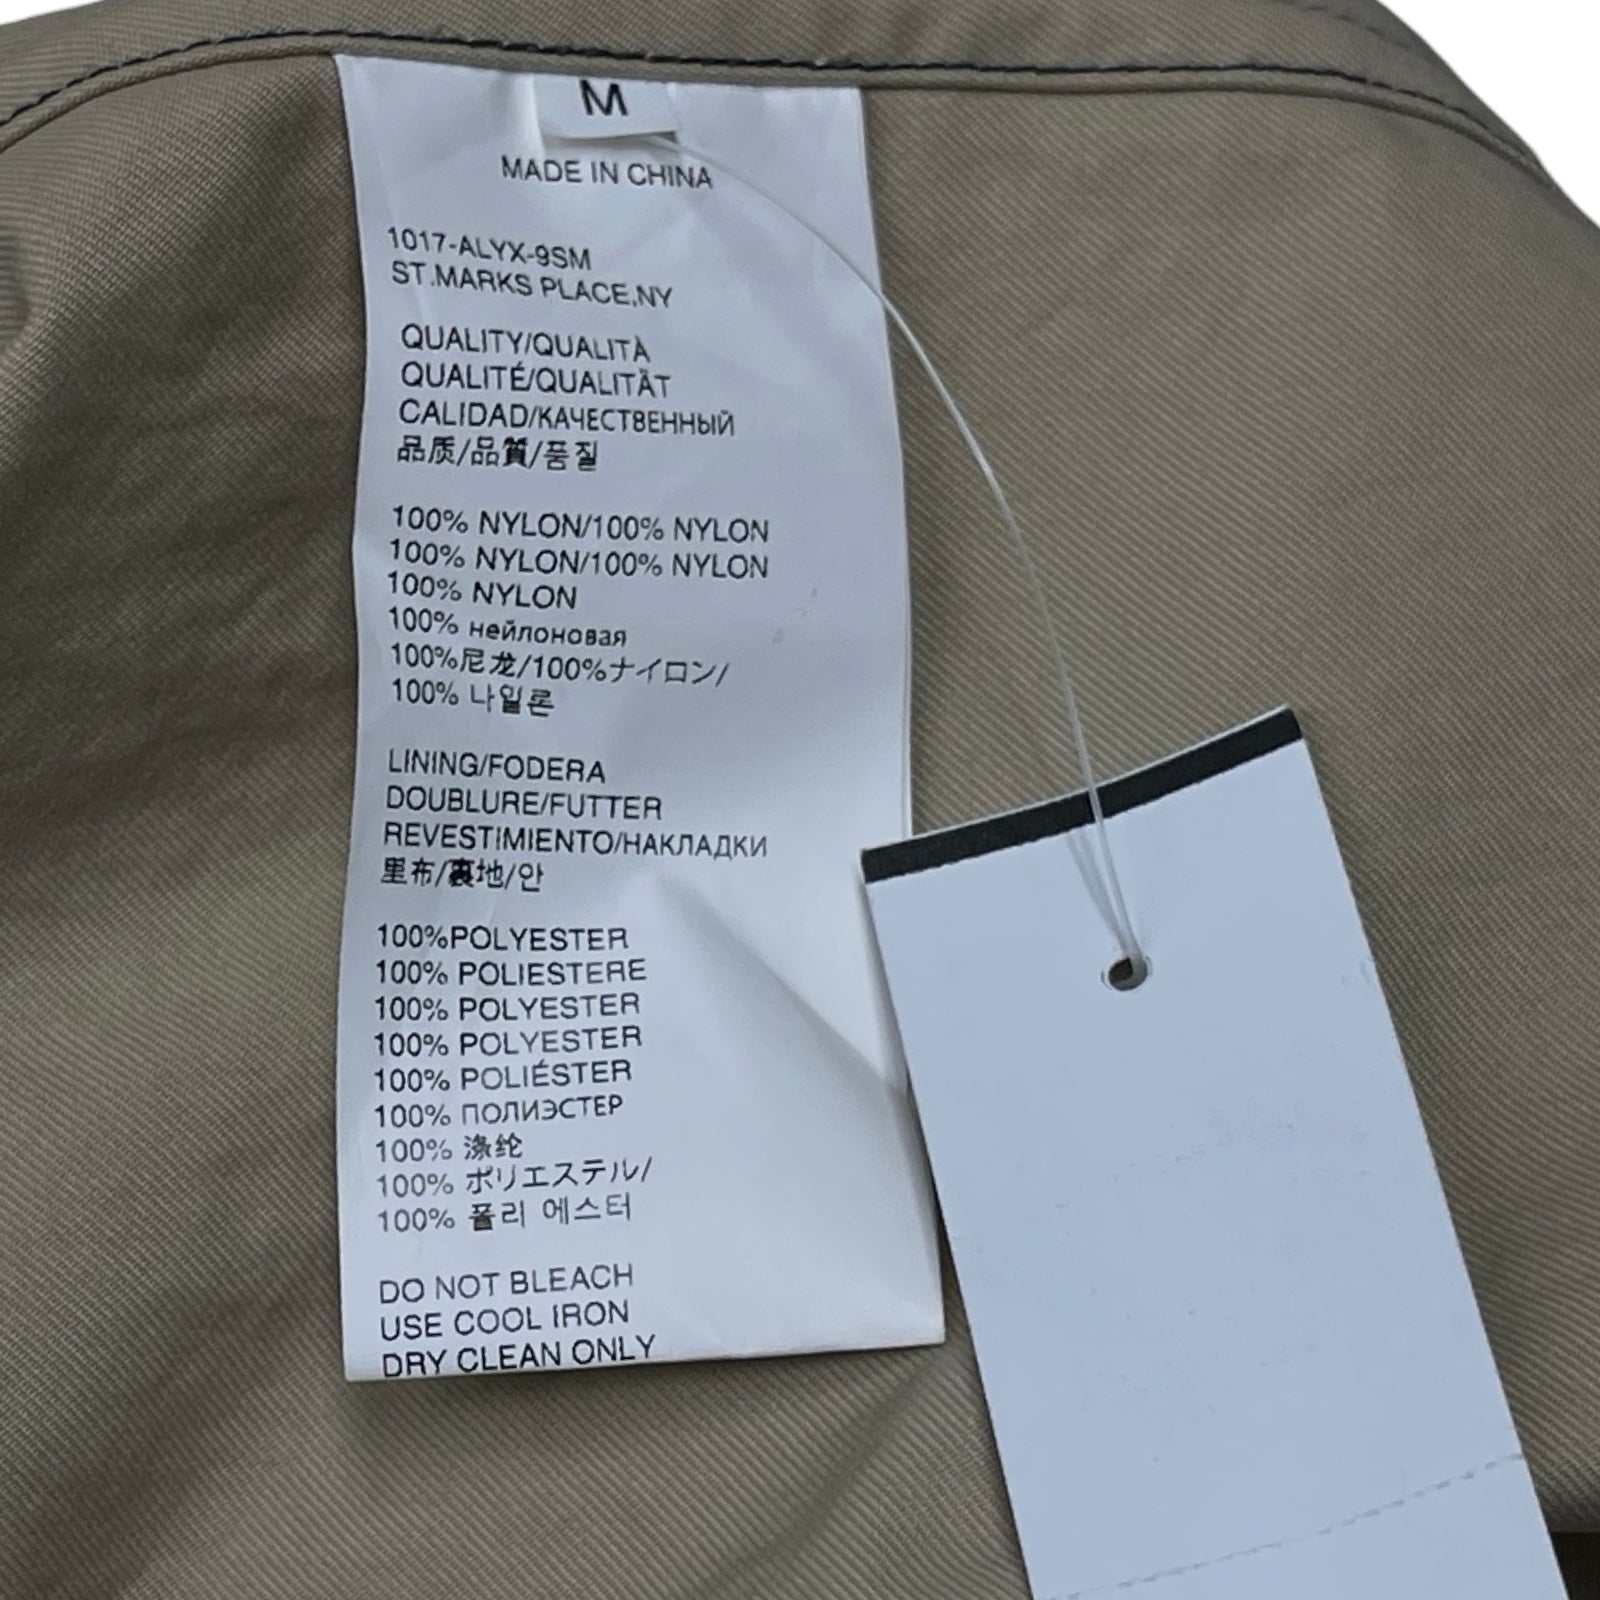 M
MADE IN CHINA
1017-ALYX-9SM
ST.MARKS PLACE,NY
QUALITY/QUALITÀ
QUALITÉ/QUALITÄT
CALIDAD/КАЧЕСТВЕННЫЙ
品质/品質/품질
100% NYLON/100% NYLON
100% NYLON/100% NYLON
100% NYLON
100% нейлоновая
100%尼龙/100%ナイロン/
100% 나일론
LINING/FODERA
DOUBLURE/FUTTER
REVESTIMIENTO/НАКЛАДКИ
里布/裏地/안
100%POLYESTER
100% POLIESTERE
100% POLYESTER
100% POLYESTER
100% POLIÉSTER
100% ПОЛИЭСТЕР
100% 涤纶
100% ポリエステル/
100% 폴리 에스터
DO NOT BLEACH
USE COOL IRON
DRY CLEAN ONLY